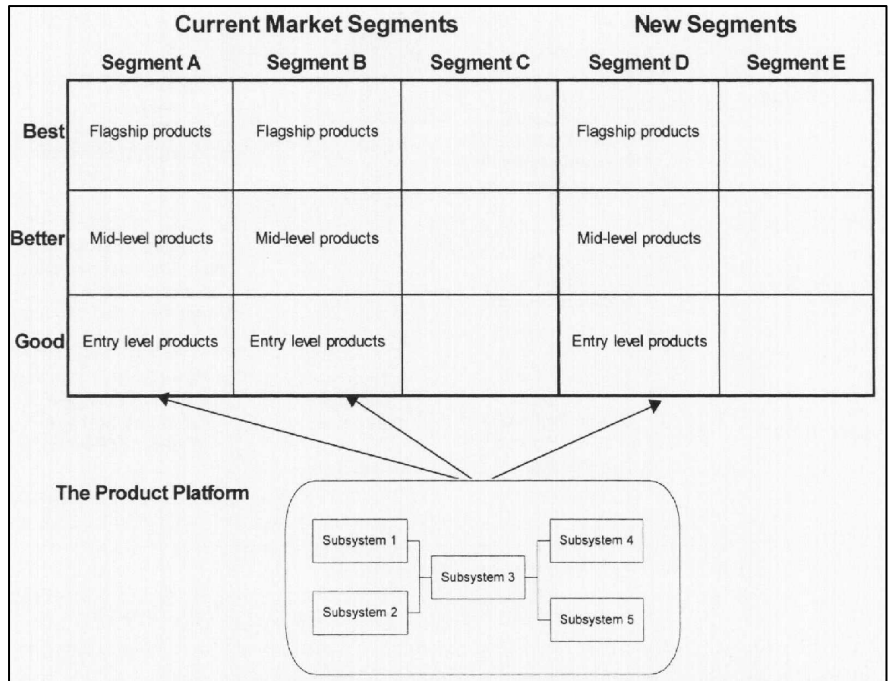 Current Market Segments New Segments
Segment A Segment B Segment C Segment D Segment E
Best Flagship products Flagship products Flagship products
Better Mid-level products Mid-level products Mid-level products
Good Entry level products Entry level products Entry level products
The Product Platform
Subsystem 1 Subsystem 4
Subsystem 3
Subsystem 2 Subsystem 5